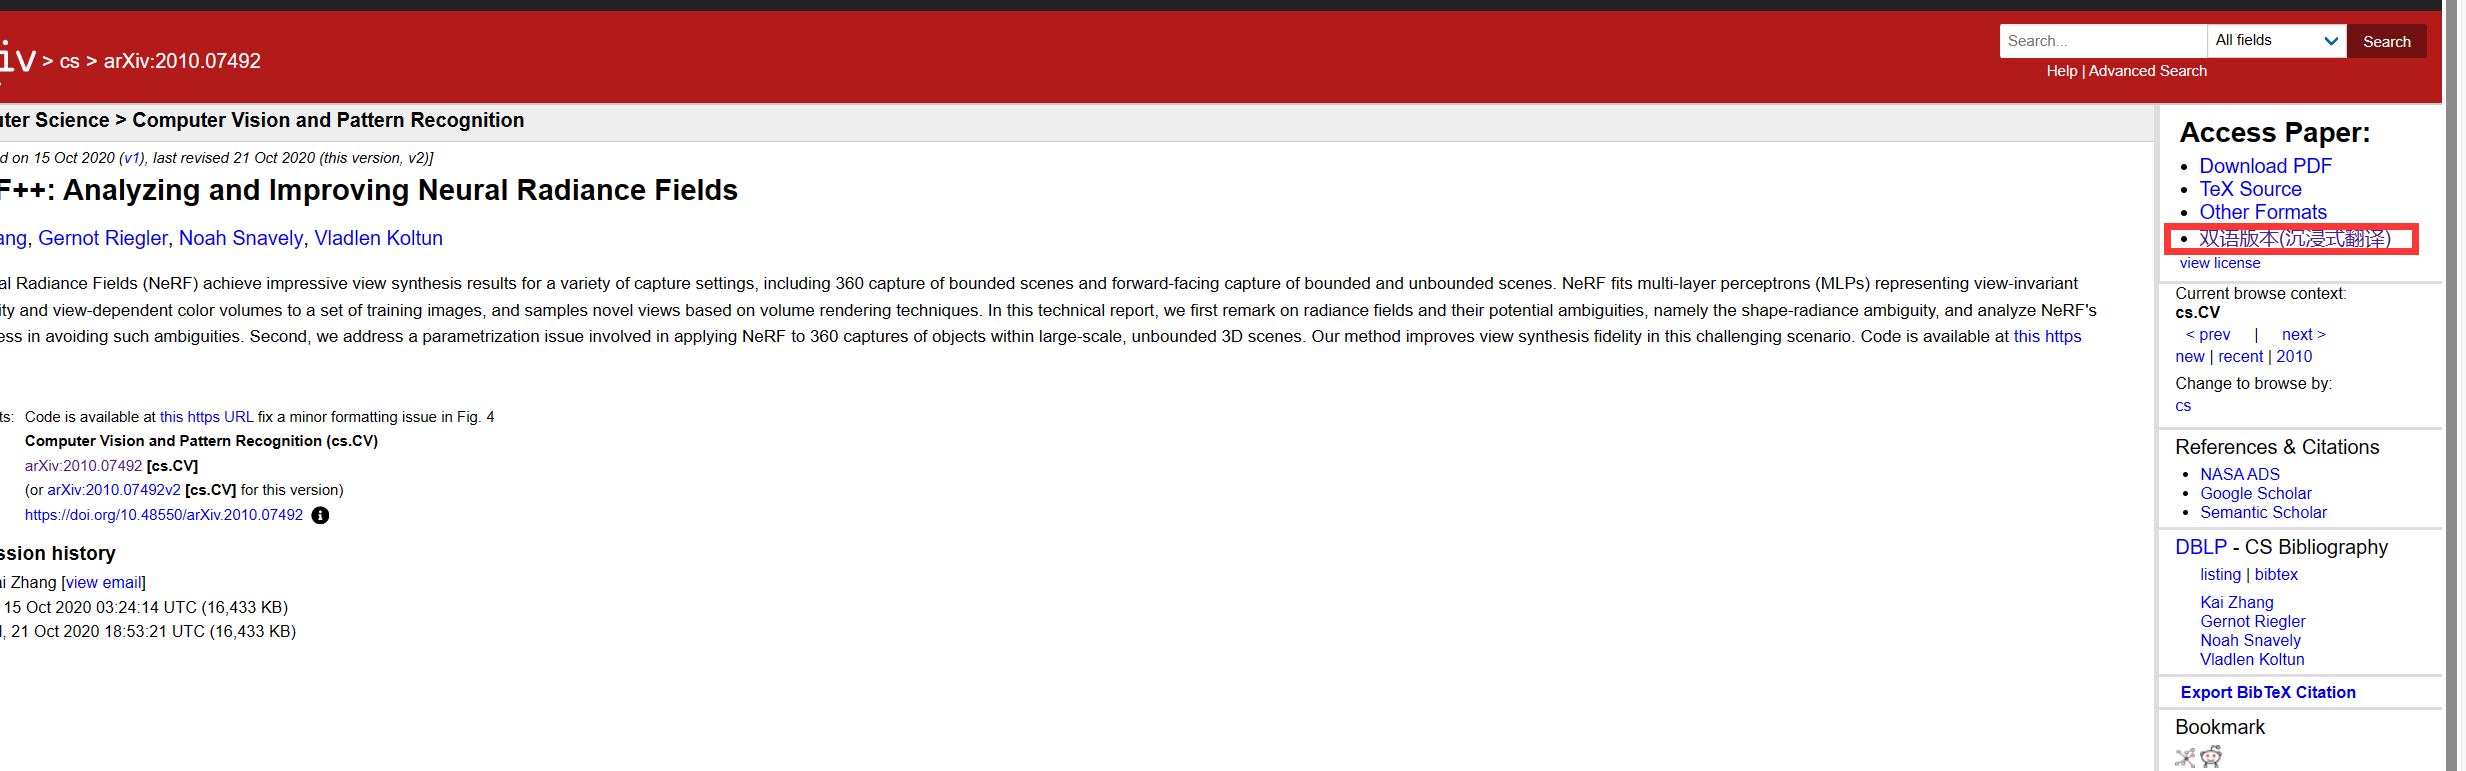 iv > cs > arXiv:2010.07492
Search...
All fields
Search
Help | Advanced Search
uter Science > Computer Vision and Pattern Recognition
d on 15 Oct 2020 (v1), last revised 21 Oct 2020 (this version, v2)]
F++: Analyzing and Improving Neural Radiance Fields
ang, Gernot Riegler, Noah Snavely, Vladlen Koltun
al Radiance Fields (NeRF) achieve impressive view synthesis results for a variety of capture settings, including 360 capture of bounded scenes and forward-facing capture of bounded and unbounded scenes. NeRF fits multi-layer perceptrons (MLPs) representing view-invariant
ity and view-dependent color volumes to a set of training images, and samples novel views based on volume rendering techniques. In this technical report, we first remark on radiance fields and their potential ambiguities, namely the shape-radiance ambiguity, and analyze NeRF's
ess in avoiding such ambiguities. Second, we address a parametrization issue involved in applying NeRF to 360 captures of objects within large-scale, unbounded 3D scenes. Our method improves view synthesis fidelity in this challenging scenario. Code is available at this https
ts: Code is available at this https URL fix a minor formatting issue in Fig. 4
Computer Vision and Pattern Recognition (cs.CV)
arXiv:2010.07492 [cs.CV]
(or arXiv:2010.07492v2 [cs.CV] for this version)
https://doi.org/10.48550/arXiv.2010.07492
ssion history
ai Zhang [view email]
15 Oct 2020 03:24:14 UTC (16,433 KB)
, 21 Oct 2020 18:53:21 UTC (16,433 KB)
Access Paper:
• Download PDF
• TeX Source
• Other Formats
• 双语版本(沉浸式翻译)
view license
Current browse context:
cs.CV
< prev | next >
new | recent | 2010
Change to browse by:
cs
References & Citations
• NASA ADS
• Google Scholar
• Semantic Scholar
DBLP - CS Bibliography
listing | bibtex
Kai Zhang
Gernot Riegler
Noah Snavely
Vladlen Koltun
Export BibTeX Citation
Bookmark